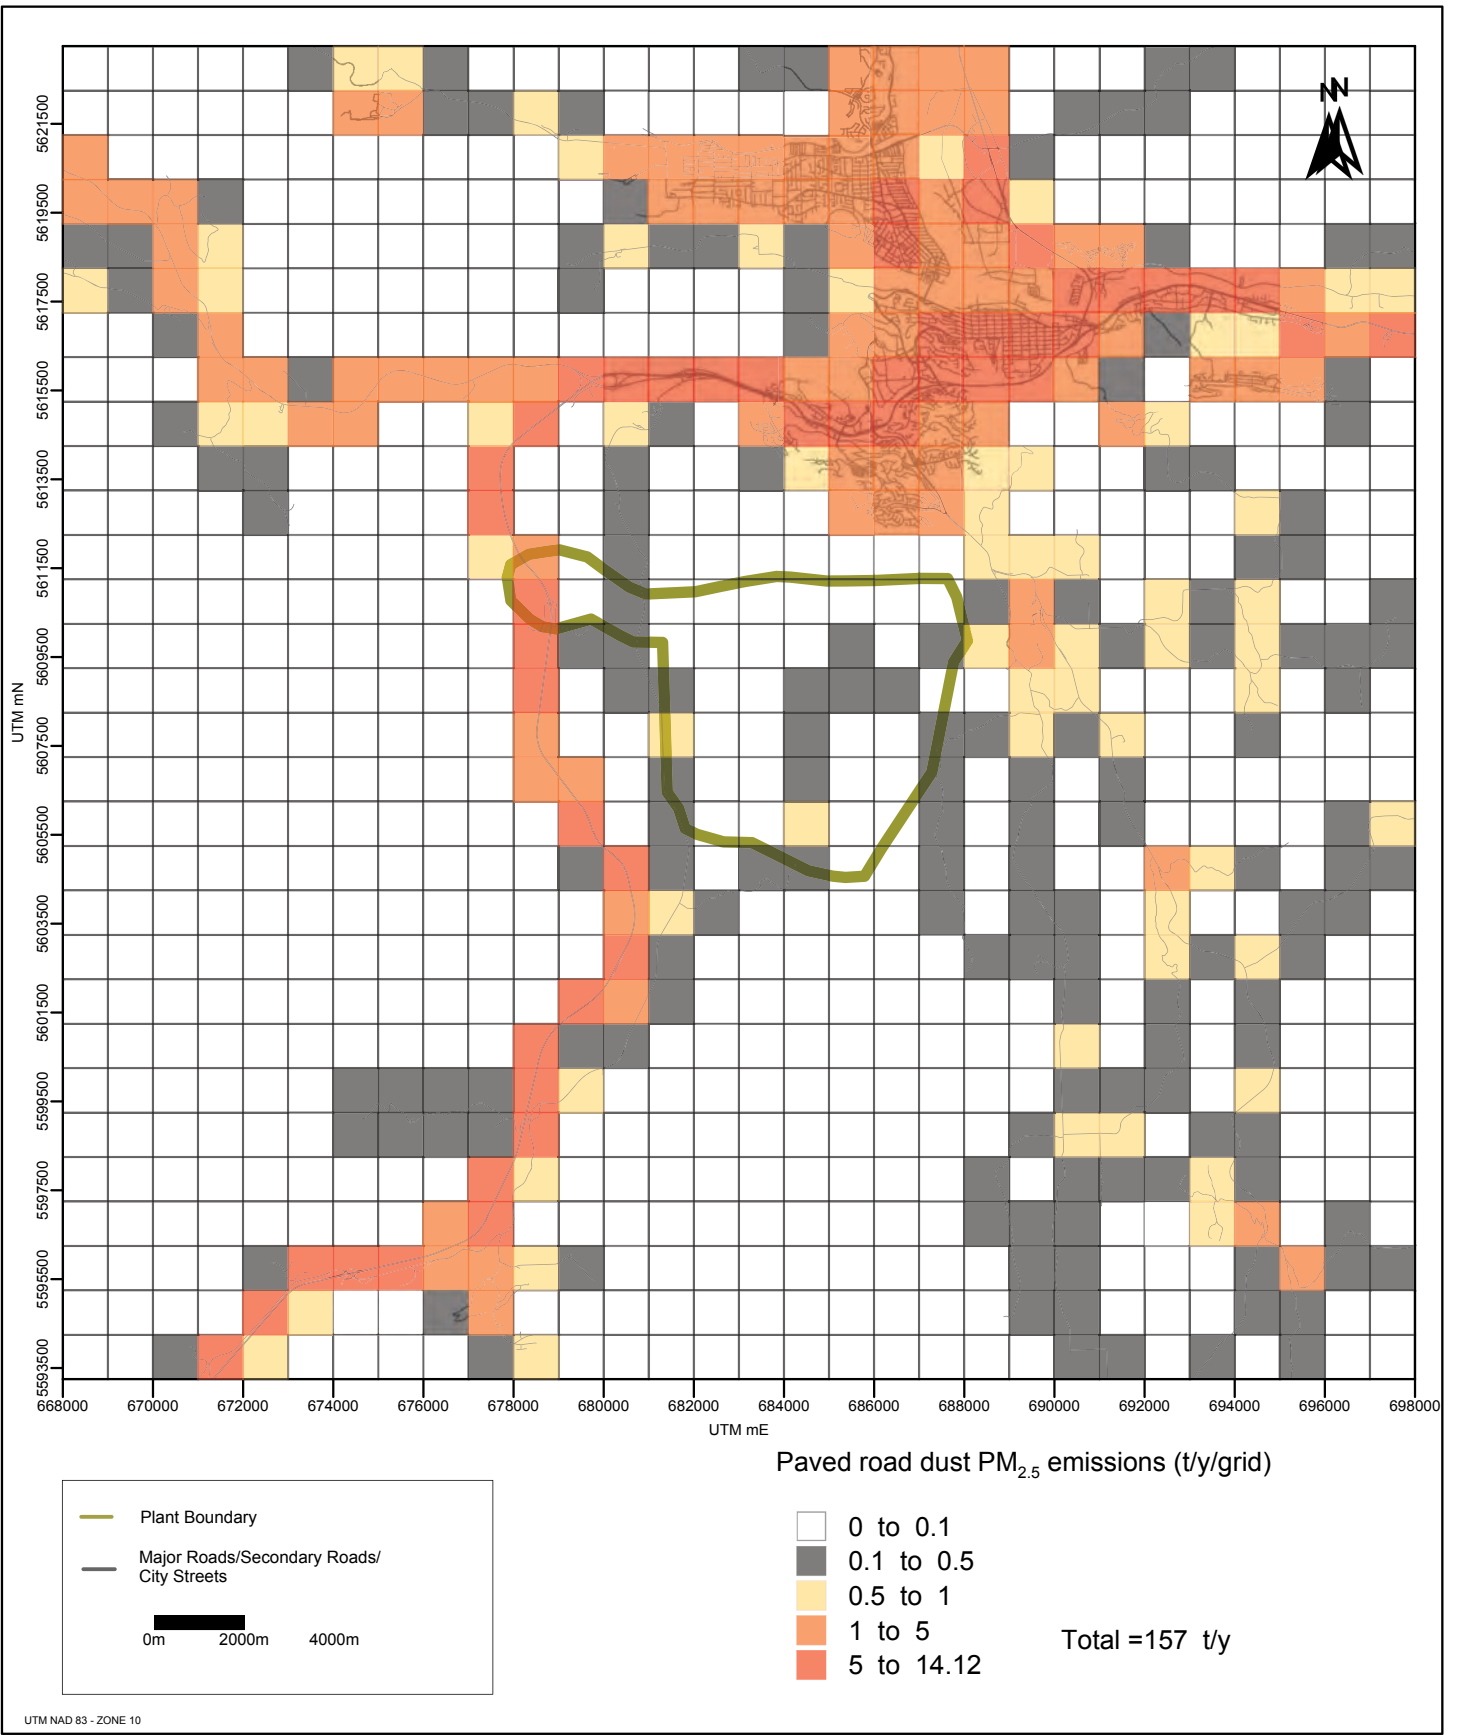 N N
5621500
5619500
5617500
5615500
5613500
5611500
5609500
5607500
5605500
5603500
5601500
5599500
5597500
5595500
5593500
UTM mN
668000 670000 672000 674000 676000 678000 680000 682000 684000 686000 688000 690000 692000 694000 696000 698000
UTM mE
Paved road dust PM2.5 emissions (t/y/grid)
0 to 0.1
0.1 to 0.5
0.5 to 1
1 to 5
5 to 14.12
Total =157 t/y
Plant Boundary
Major Roads/Secondary Roads/
City Streets
0m 2000m 4000m
UTM NAD 83 - ZONE 10